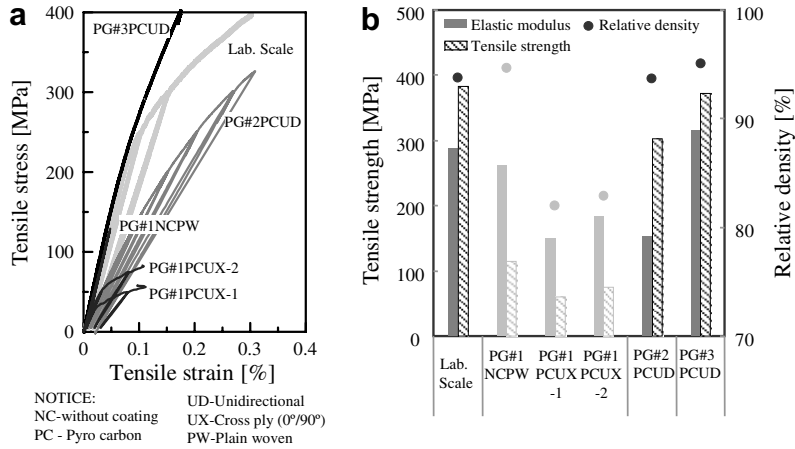 a
Tensile stress [MPa]
400
300
200
100
0
PG#3PCUD
Lab. Scale
PG#2PCUD
PG#1NCPW
PG#1PCUX-2
PG#1PCUX-1
0
0.1
0.2
0.3
0.4
Tensile strain [%]
NOTICE:
NC-without coating
PC - Pyro carbon
UD-Unidirectional
UX-Cross ply (0º/90º)
PW-Plain woven
b
Tensile strength [MPa]
500
400
300
200
100
0
Elastic modulus
Relative density
Tensile strength
100
90
80
70
Relative density [%]
Lab.
Scale
PG#1
NCPW
PG#1
PCUX
-1
PG#1
PCUX
-2
PG#2
PCUD
PG#3
PCUD